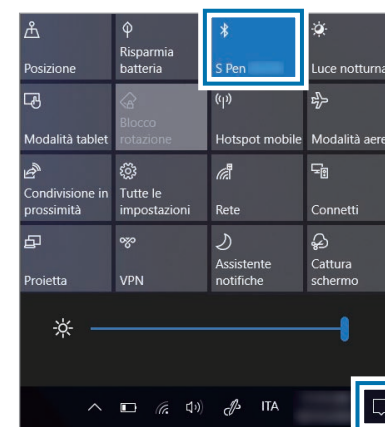 Posizione
Risparmia
batteria
S Pen
Luce notturna
Modalità tablet
Blocco
rotazione
Hotspot mobile
Modalità aere
Condivisione in
prossimità
Tutte le
impostazioni
Rete
Connetti
Proietta
VPN
Assistente
notifiche
Cattura
schermo
ITA